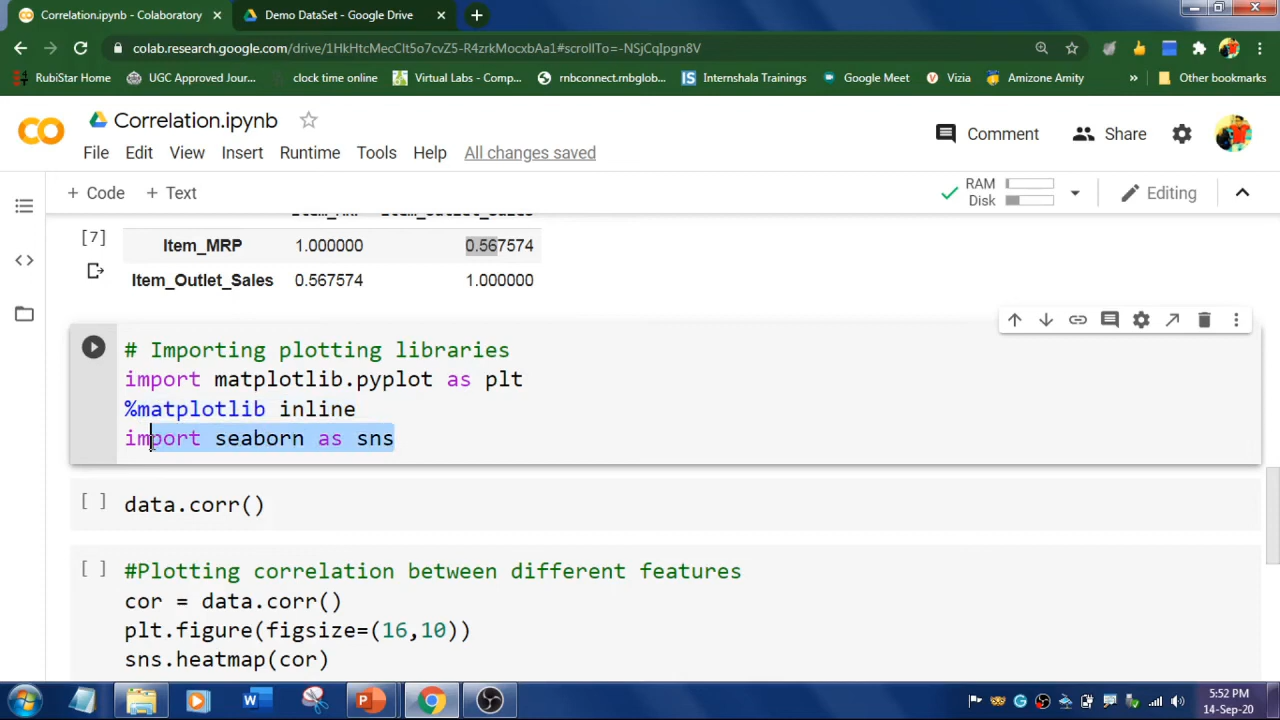 Correlation.ipynb - Colaboratory
Demo DataSet - Google Drive
colab.research.google.com/drive/1HkHtcMecClt5o7cvZ5-R4zrkMocxbAa1#scrollTo=-NSjCqIpgn8V
RubiStar Home
UGC Approved Jour...
clock time online
Virtual Labs - Comp...
rnbconnect.rnbglob...
IS
Internshala Trainings
Google Meet
Vizia
Amizone Amity
»
Other bookmarks
Correlation.ipynb
Comment
Share
File Edit View Insert Runtime Tools Help All changes saved
+ Code + Text
RAM
Disk
Editing
[7]
Item_MRP 1.000000 0.567574
Item_Outlet_Sales 0.567574 1.000000
# Importing plotting libraries
import matplotlib.pyplot as plt
%matplotlib inline
import seaborn as sns
[ ] data.corr()
[ ] #Plotting correlation between different features
cor = data.corr()
plt.figure(figsize=(16,10))
sns.heatmap(cor)
5:52 PM
14-Sep-20